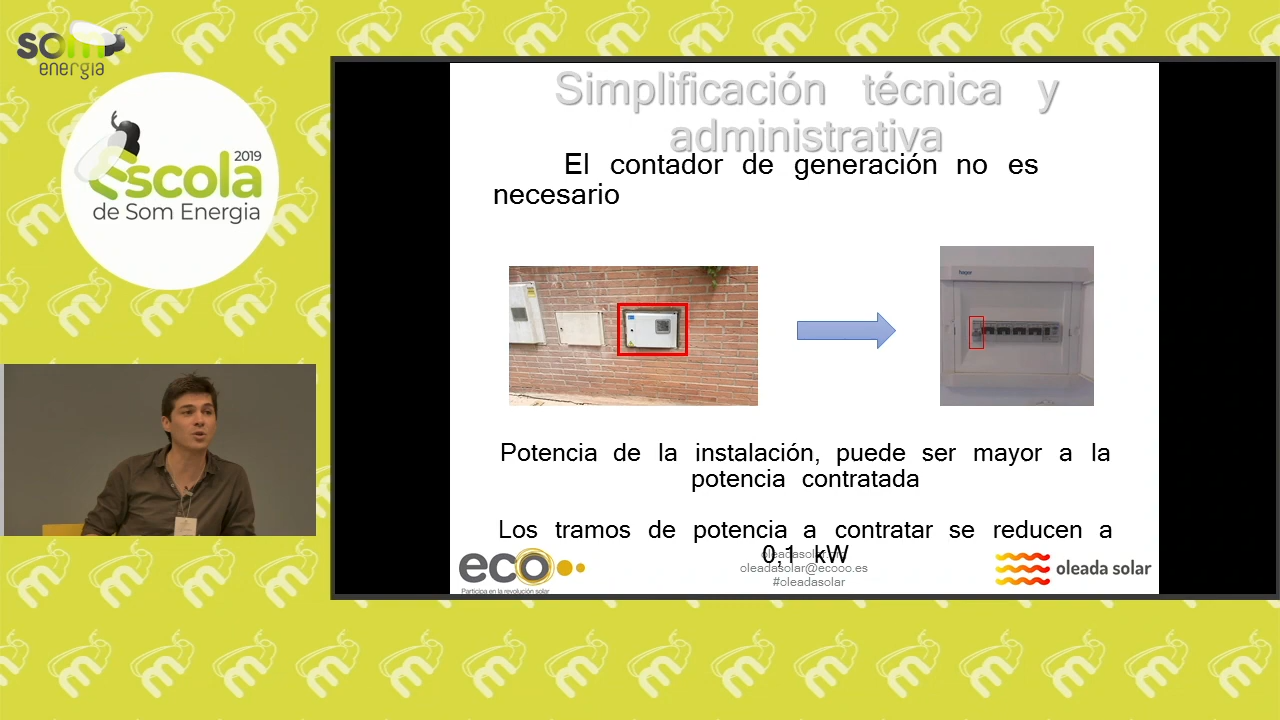 som
energia
Escola
2019
de Som Energia
Simplificación técnica y
administrativa
El contador de generación no es
necesario
hager
Potencia de la instalación, puede ser mayor a la
potencia contratada
Los tramos de potencia a contratar se reducen a
0,1 kW
oleadasolar@ecooo.es
#oleadasolar
eco
Participa en la revolución solar
oleada solar